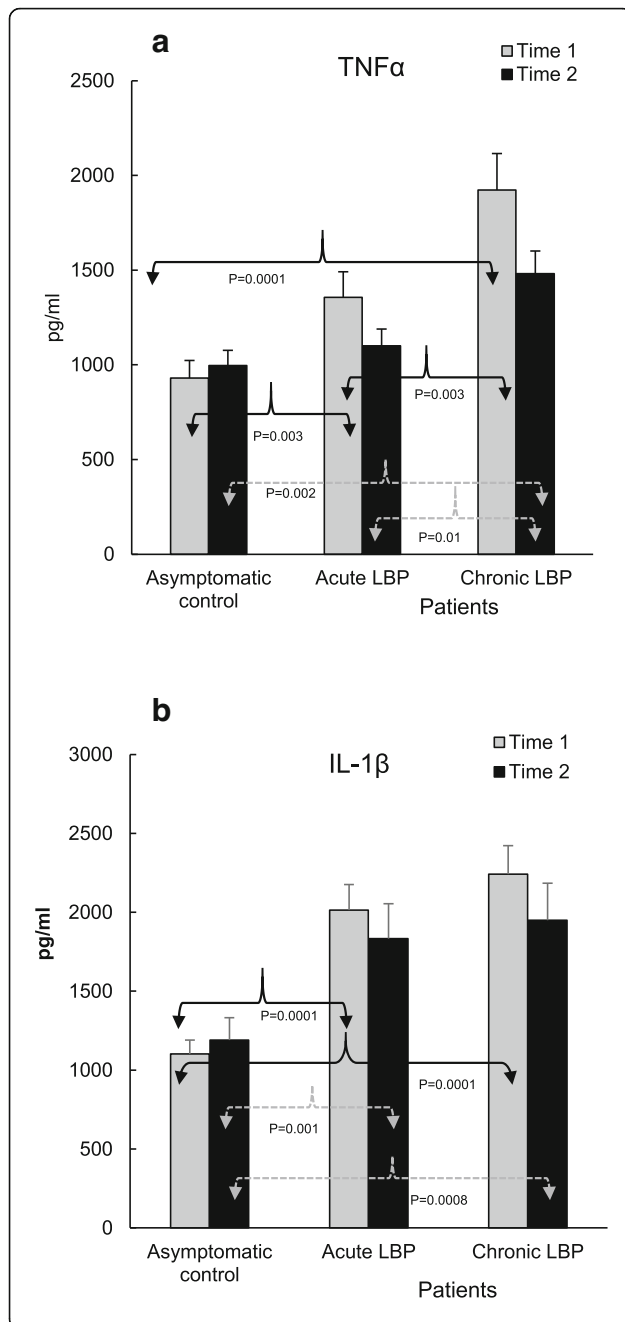 a
TNFα
Time 1
Time 2
2500
2000
1500
1000
500
0
pg/ml
P=0.0001
P=0.003
P=0.003
P=0.002
P=0.01
Asymptomatic
control
Acute LBP
Chronic LBP
Patients
b
IL-1β
Time 1
Time 2
3000
2500
2000
1500
1000
500
0
pg/ml
P=0.0001
P=0.0001
P=0.001
P=0.0008
Asymptomatic
control
Acute LBP
Chronic LBP
Patients